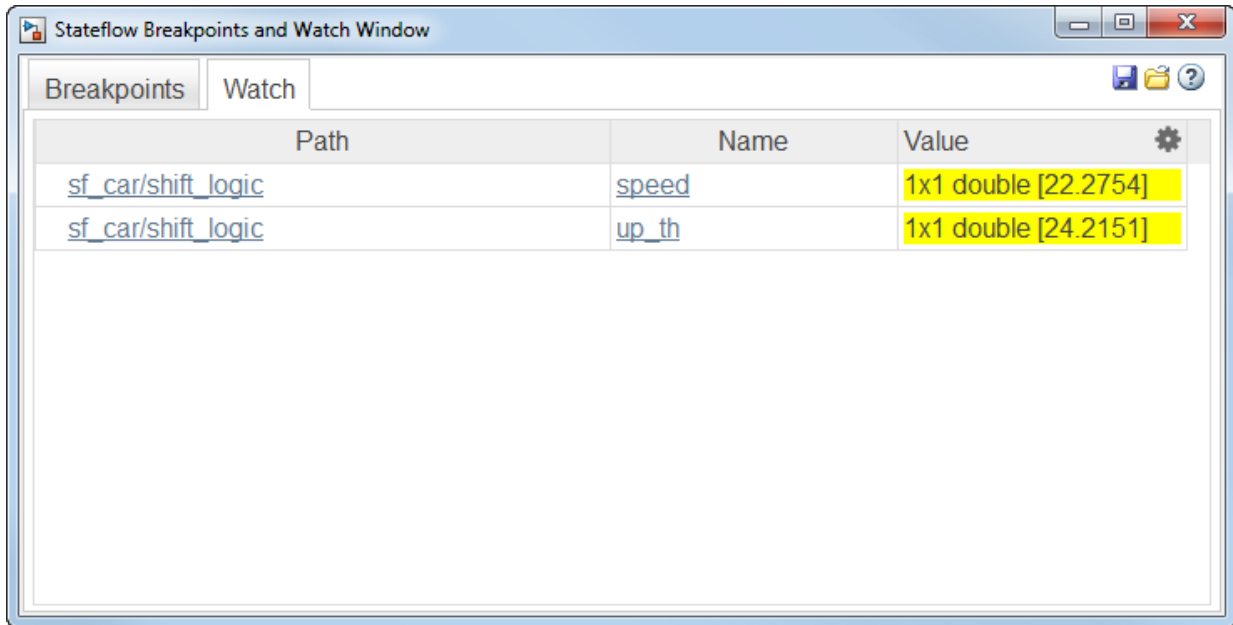 Stateflow Breakpoints and Watch Window
Breakpoints Watch
Path Name Value
sf_car/shift_logic speed 1x1 double [22.2754]
sf_car/shift_logic up_th 1x1 double [24.2151]